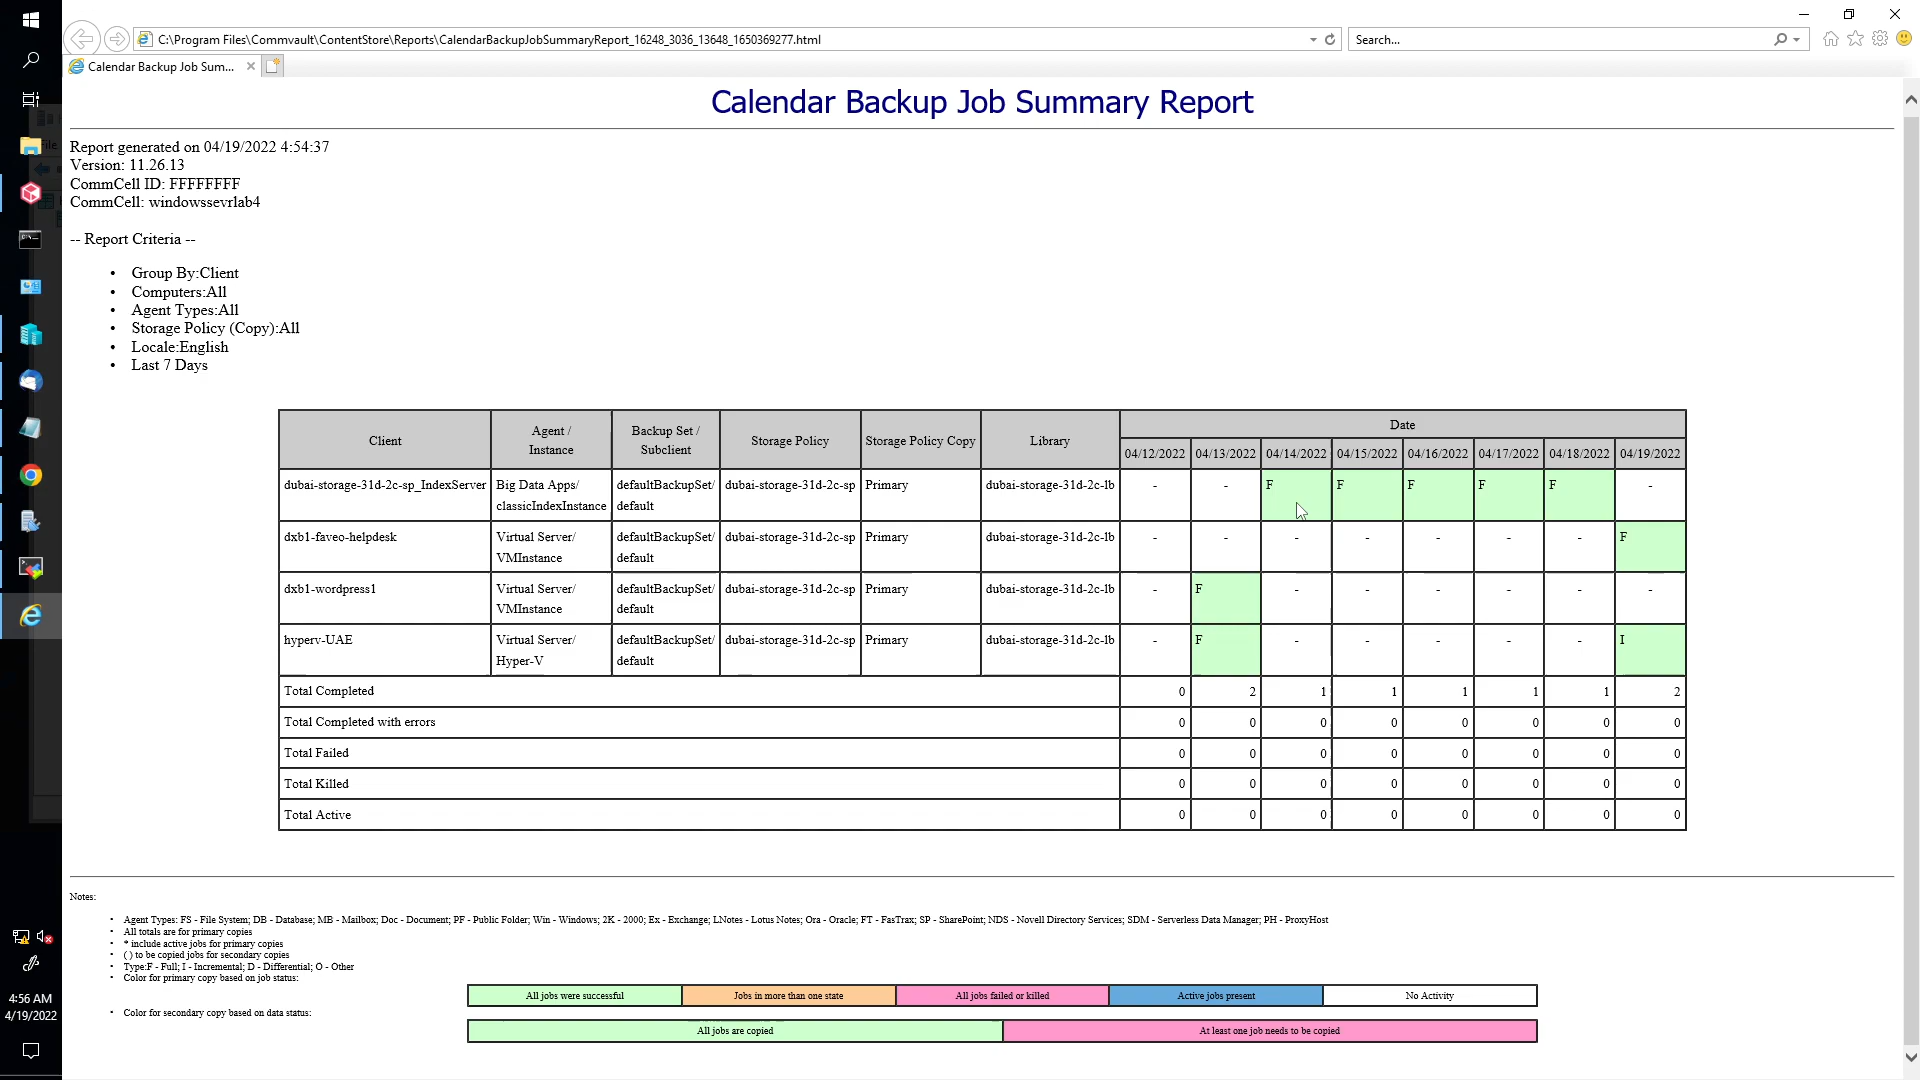 C:\Program Files\Commvault\ContentStore\Reports\CalendarBackupJobSummaryReport_16248_3036_13648_1650369277.html
Search...
Calendar Backup Job Sum...
Calendar Backup Job Summary Report
Report generated on 04/19/2022 4:54:37
Version: 11.26.13
CommCell ID: FFFFFFFF
CommCell: windowssevrlab4
-- Report Criteria --
• Group By:Client
• Computers:All
• Agent Types:All
• Storage Policy (Copy):All
• Locale:English
• Last 7 Days
Client Agent / Instance Backup Set / Subclient Storage Policy Storage Policy Copy Library Date
04/12/2022 04/13/2022 04/14/2022 04/15/2022 04/16/2022 04/17/2022 04/18/2022 04/19/2022
dubai-storage-31d-2c-sp_IndexServer Big Data Apps/ defaultBackupSet/ dubai-storage-31d-2c-sp Primary dubai-storage-31d-2c-lb - - F F F F F -
classicIndexInstance default
dxb1-faveo-helpdesk Virtual Server/ defaultBackupSet/ dubai-storage-31d-2c-sp Primary dubai-storage-31d-2c-lb - - - - - - - F
VMInstance default
dxb1-wordpress1 Virtual Server/ defaultBackupSet/ dubai-storage-31d-2c-sp Primary dubai-storage-31d-2c-lb - F - - - - - -
VMInstance default
hyperv-UAE Virtual Server/ defaultBackupSet/ dubai-storage-31d-2c-sp Primary dubai-storage-31d-2c-lb - F - - - - - I
Hyper-V default
Total Completed 0 2 1 1 1 1 1 2
Total Completed with errors 0 0 0 0 0 0 0 0
Total Failed 0 0 0 0 0 0 0 0
Total Killed 0 0 0 0 0 0 0 0
Total Active 0 0 0 0 0 0 0 0
Notes:
• Agent Types: FS - File System; DB - Database; MB - Mailbox; Doc - Document; PF - Public Folder; Win - Windows; 2K - 2000; Ex - Exchange; LNotes - Lotus Notes; Ora - Oracle; FT - FasTrax; SP - SharePoint; NDS - Novell Directory Services; SDM - Serverless Data Manager; PH - ProxyHost
• All totals are for primary copies
• * include active jobs for primary copies
• ( ) to be copied jobs for secondary copies
• Type:F - Full; I - Incremental; D - Differential; O - Other
• Color for primary copy based on job status:
All jobs were successful Jobs in more than one state All jobs failed or killed Active jobs present No Activity
• Color for secondary copy based on data status:
All jobs are copied At least one job needs to be copied
4:56 AM
4/19/2022